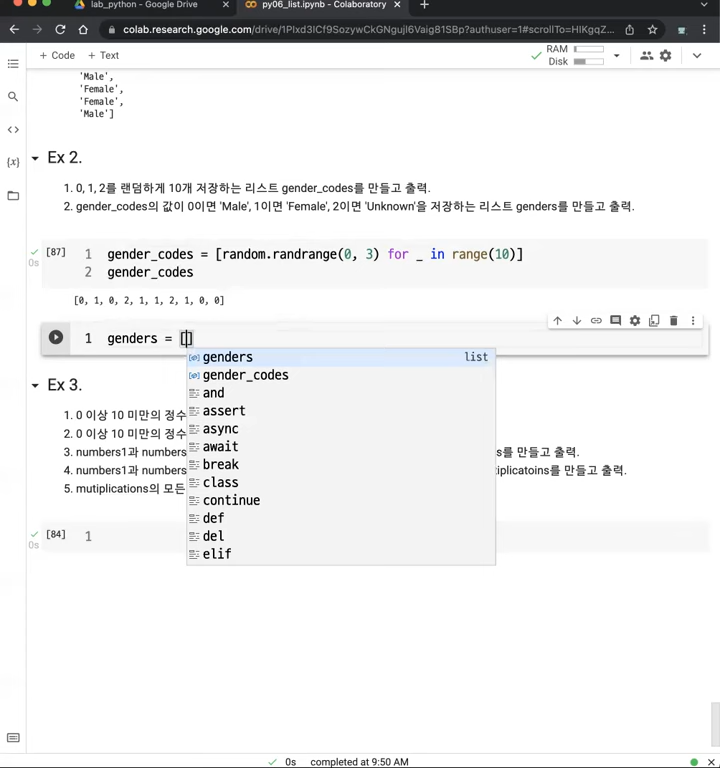 lab_python - Google Drive
py06_list.ipynb - Colaboratory
colab.research.google.com/drive/1PIxd3ICf9SozywCkGNgujl6Vaig81SBp?authuser=1#scrollTo=HIKgqZ...
+ Code + Text
RAM
Disk
'Male',
'Female',
'Female',
'Male']
Ex 2.
1. 0, 1, 2를 랜덤하게 10개 저장하는 리스트 gender_codes를 만들고 출력.
2. gender_codes의 값이 0이면 'Male', 1이면 'Female', 2이면 'Unknown'을 저장하는 리스트 genders를 만들고 출력.
[87] 1 gender_codes = [random.randrange(0, 3) for _ in range(10)]
0s 2 gender_codes
[0, 1, 0, 2, 1, 1, 2, 1, 0, 0]
1 genders = []
genders list
gender_codes
and
assert
async
await
break
class
continue
def
del
elif
Ex 3.
1. 0 이상 10 미만의 정수
2. 0 이상 10 미만의 정수
3. numbers1과 numbers s를 만들고 출력.
4. numbers1과 numbers iplicatoins를 만들고 출력.
5. mutiplications의 모든
[84] 1
0s
0s completed at 9:50 AM